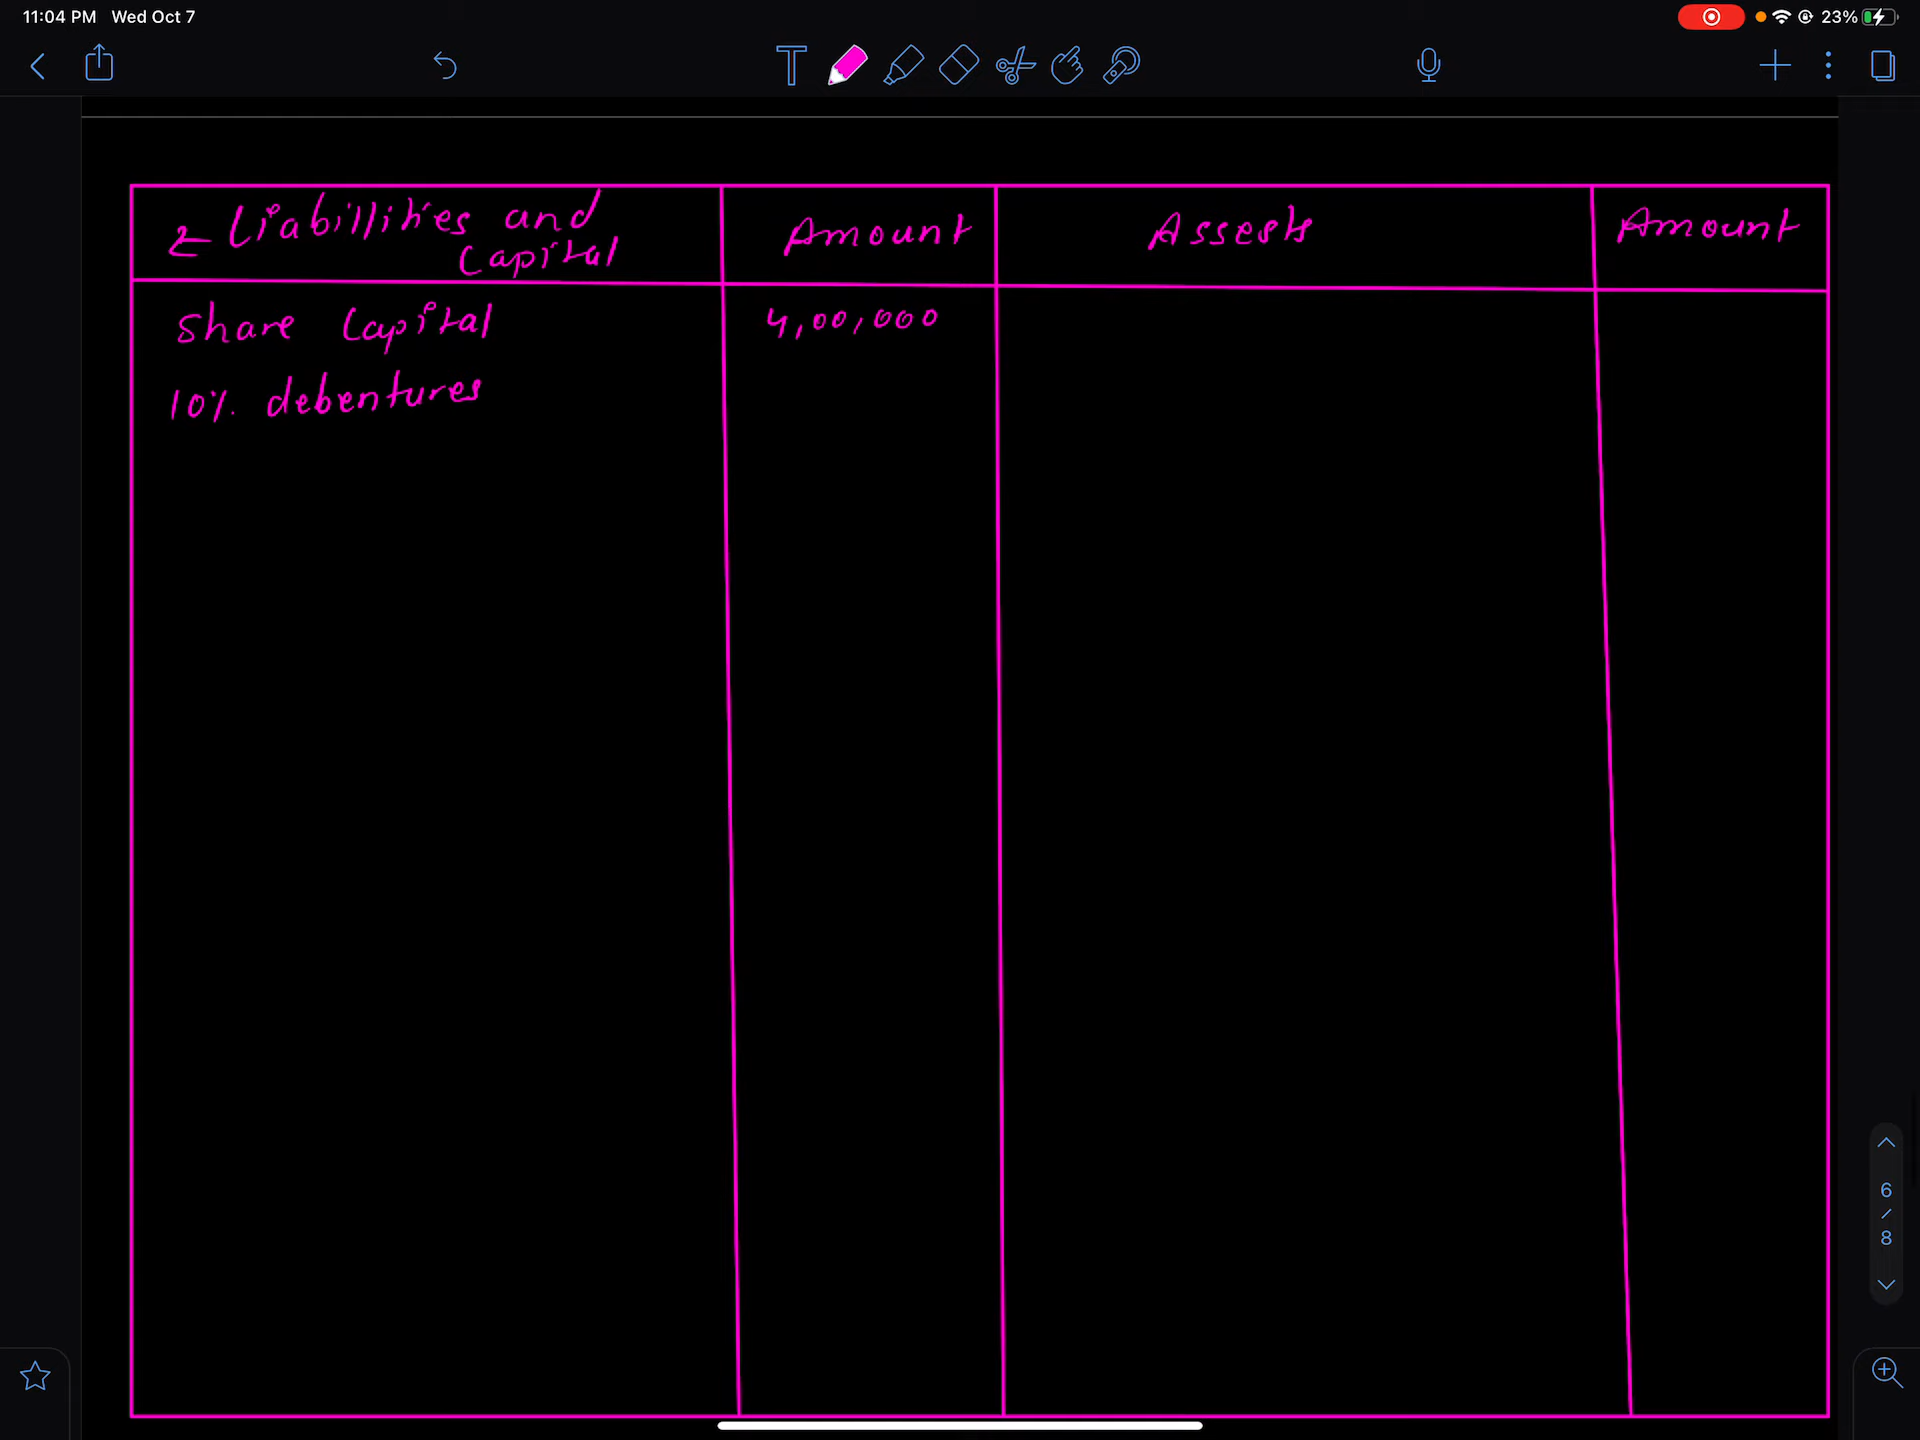 11:04 PM Wed Oct 7
23%
Liabillities and Capital
Amount
Assests
Amount
Share Capital
4,00,000
10% debentures
6
/
8